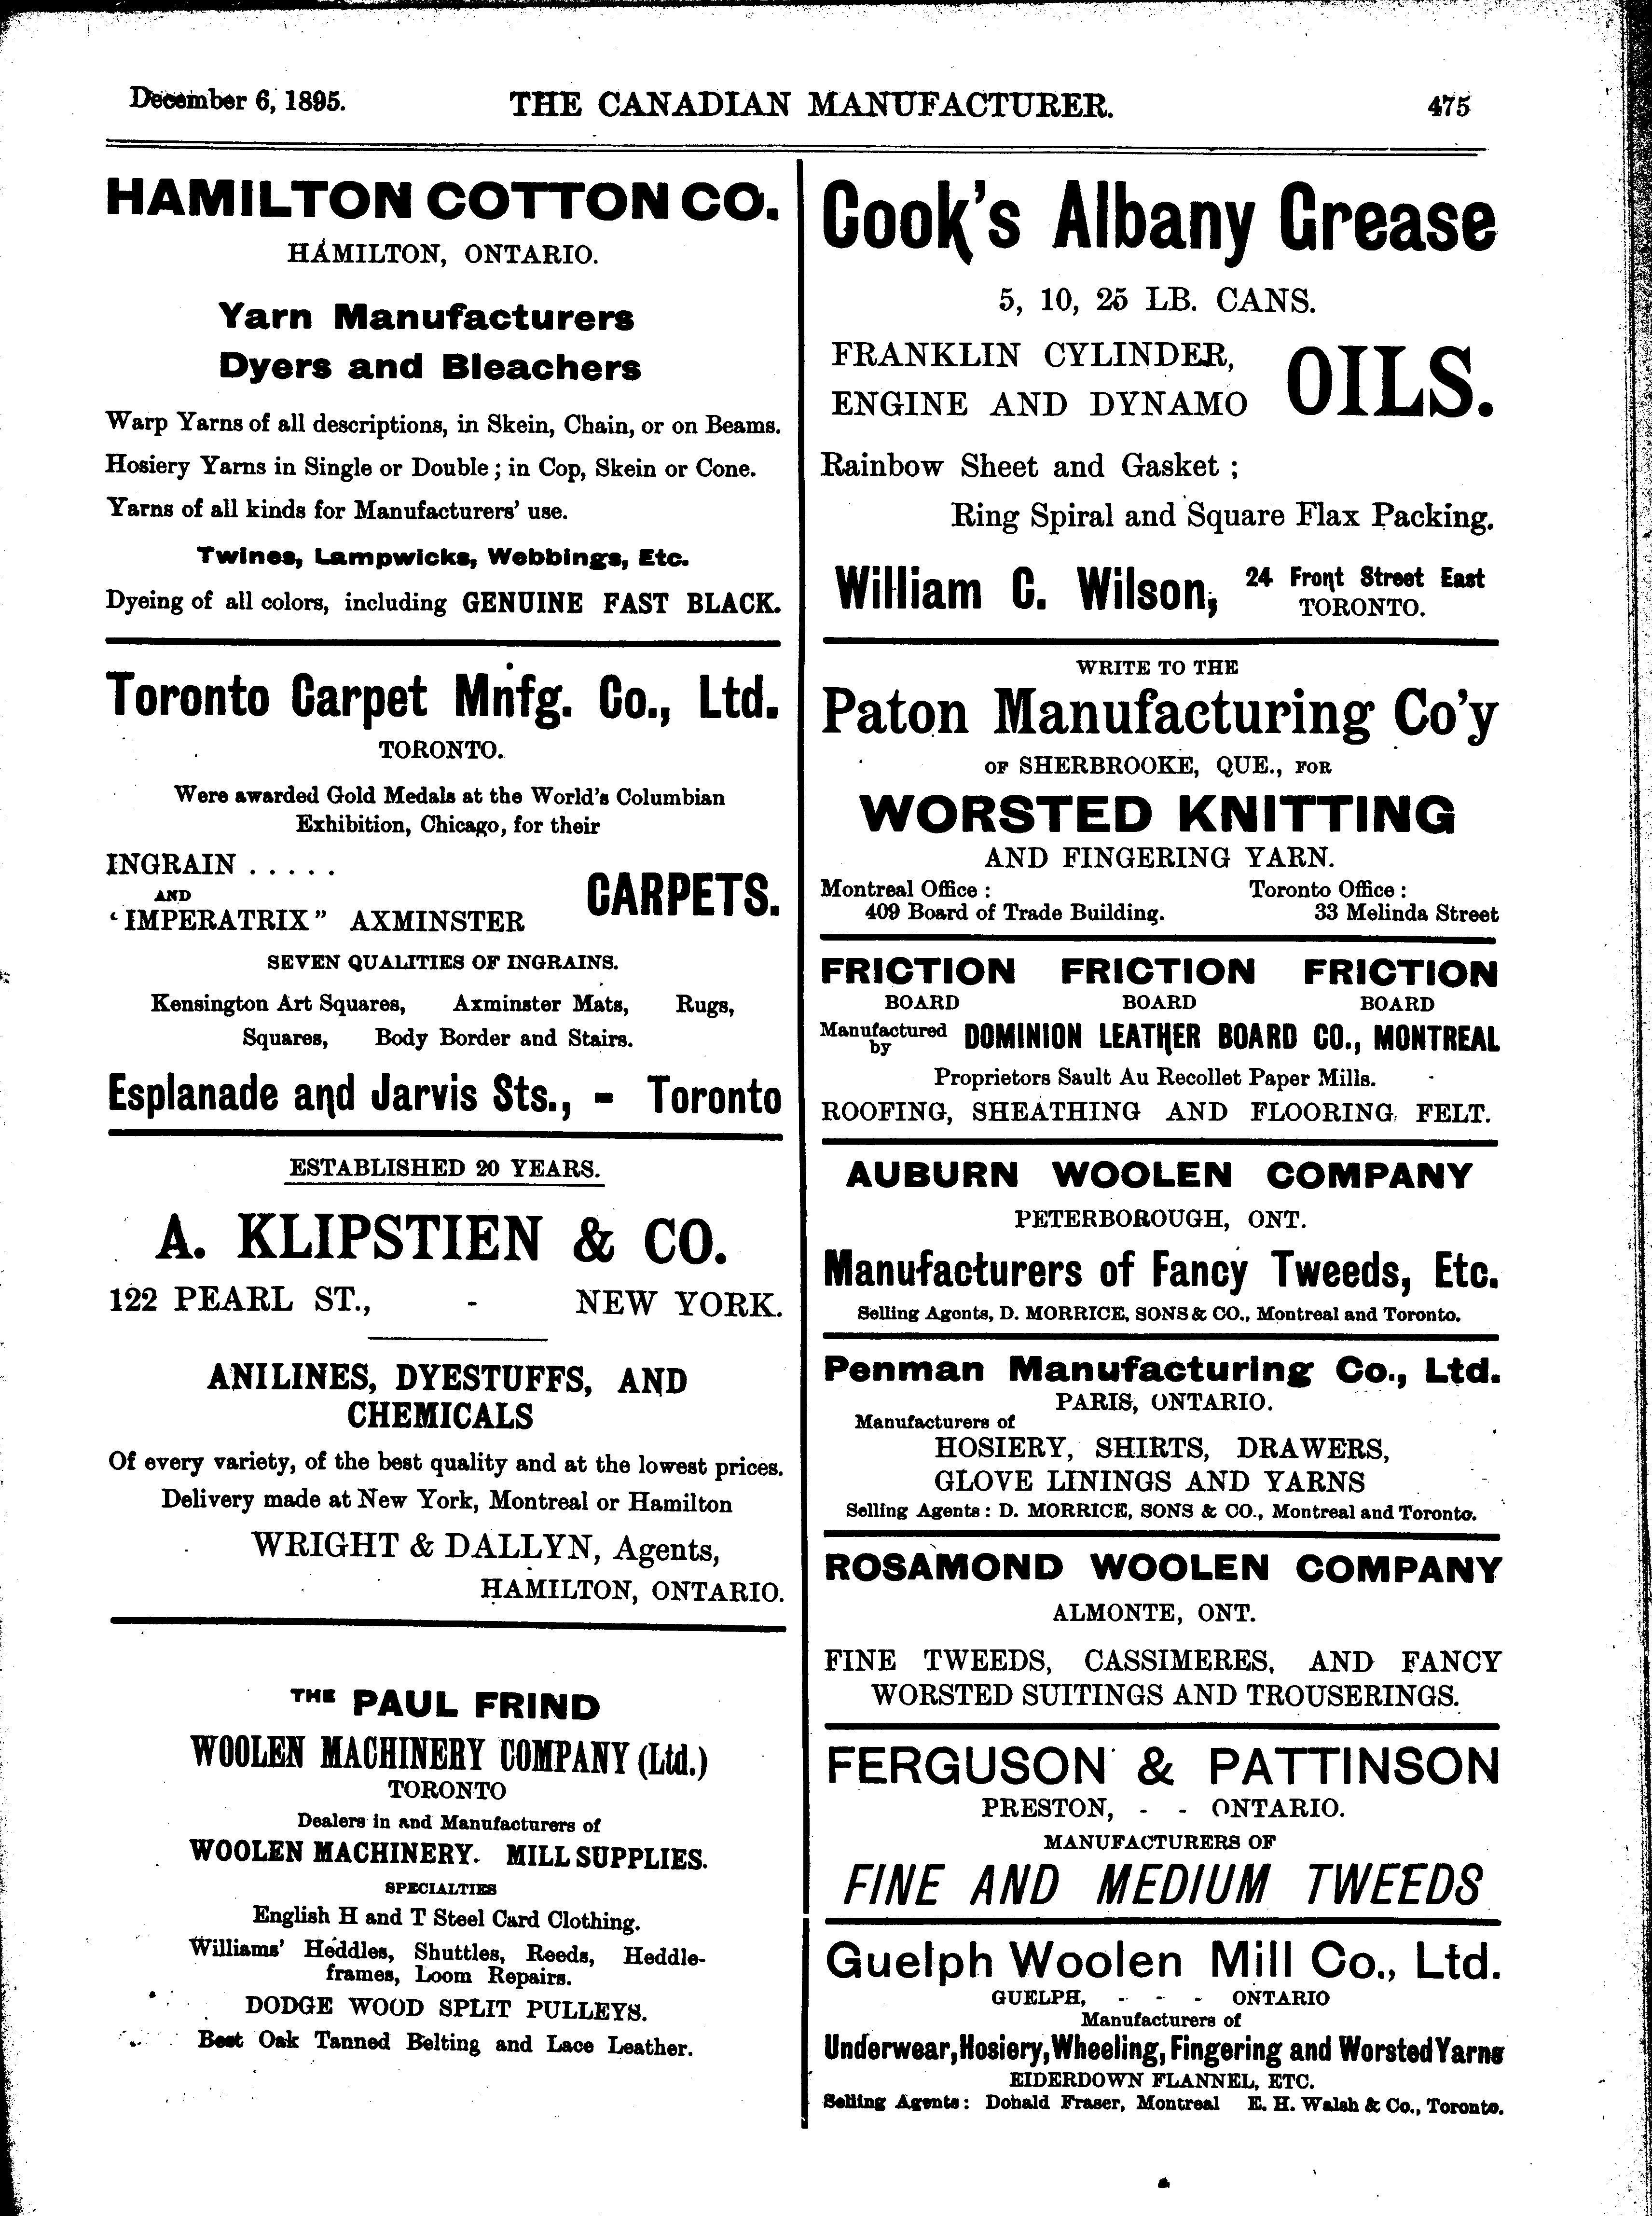 December 6, 1895.
THE CANADIAN MANUFACTURER.
475
HAMILTON COTTON CO.
HAMILTON, ONTARIO.
Yarn Manufacturers
Dyers and Bleachers
Warp Yarns of all descriptions, in Skein, Chain, or on Beams.
Hosiery Yarns in Single or Double; in Cop, Skein or Cone.
Yarns of all kinds for Manufacturers' use.
Twines, Lampwicks, Webbings, Etc.
Dyeing of all colors, including GENUINE FAST BLACK.
Toronto Carpet Mnfg. Co., Ltd.
TORONTO.
Were awarded Gold Medals at the World's Columbian
Exhibition, Chicago, for their
INGRAIN . . . . .
AND
‘IMPERATRIX” AXMINSTER
CARPETS.
SEVEN QUALITIES OF INGRAINS.
Kensington Art Squares, Axminster Mats, Rugs,
Squares, Body Border and Stairs.
Esplanade and Jarvis Sts., - Toronto
ESTABLISHED 20 YEARS.
A. KLIPSTIEN & CO.
122 PEARL ST., - NEW YORK.
ANILINES, DYESTUFFS, AND
CHEMICALS
Of every variety, of the best quality and at the lowest prices.
Delivery made at New York, Montreal or Hamilton
WRIGHT & DALLYN, Agents,
HAMILTON, ONTARIO.
THE PAUL FRIND
WOOLEN MACHINERY COMPANY (Ltd.)
TORONTO
Dealers in and Manufacturers of
WOOLEN MACHINERY. MILL SUPPLIES.
SPECIALTIES
English H and T Steel Card Clothing.
Williams' Heddles, Shuttles, Reeds, Heddle-
frames, Loom Repairs.
DODGE WOOD SPLIT PULLEYS.
Best Oak Tanned Belting and Lace Leather.
Cook's Albany Grease
5, 10, 25 LB. CANS.
FRANKLIN CYLINDER,
ENGINE AND DYNAMO
OILS.
Rainbow Sheet and Gasket;
Ring Spiral and Square Flax Packing.
William C. Wilson, 24 Front Street East
TORONTO.
WRITE TO THE
Paton Manufacturing Co'y
OF SHERBROOKE, QUE., FOR
WORSTED KNITTING
AND FINGERING YARN.
Montreal Office: Toronto Office:
409 Board of Trade Building. 33 Melinda Street
FRICTION FRICTION FRICTION
BOARD BOARD BOARD
Manufactured by DOMINION LEATHER BOARD CO., MONTREAL
Proprietors Sault Au Recollet Paper Mills.
ROOFING, SHEATHING AND FLOORING FELT.
AUBURN WOOLEN COMPANY
PETERBOROUGH, ONT.
Manufacturers of Fancy Tweeds, Etc.
Selling Agents, D. MORRICE, SONS & CO., Montreal and Toronto.
Penman Manufacturing Co., Ltd.
PARIS, ONTARIO.
Manufacturers of
HOSIERY, SHIRTS, DRAWERS,
GLOVE LININGS AND YARNS
Selling Agents: D. MORRICE, SONS & CO., Montreal and Toronto.
ROSAMOND WOOLEN COMPANY
ALMONTE, ONT.
FINE TWEEDS, CASSIMERES, AND FANCY
WORSTED SUITINGS AND TROUSERINGS.
FERGUSON & PATTINSON
PRESTON, - - ONTARIO.
MANUFACTURERS OF
FINE AND MEDIUM TWEEDS
Guelph Woolen Mill Co., Ltd.
GUELPH, - - - ONTARIO
Manufacturers of
Underwear, Hosiery, Wheeling, Fingering and Worsted Yarns
EIDERDOWN FLANNEL, ETC.
Selling Agents: Donald Fraser, Montreal E. H. Walsh & Co., Toronto.